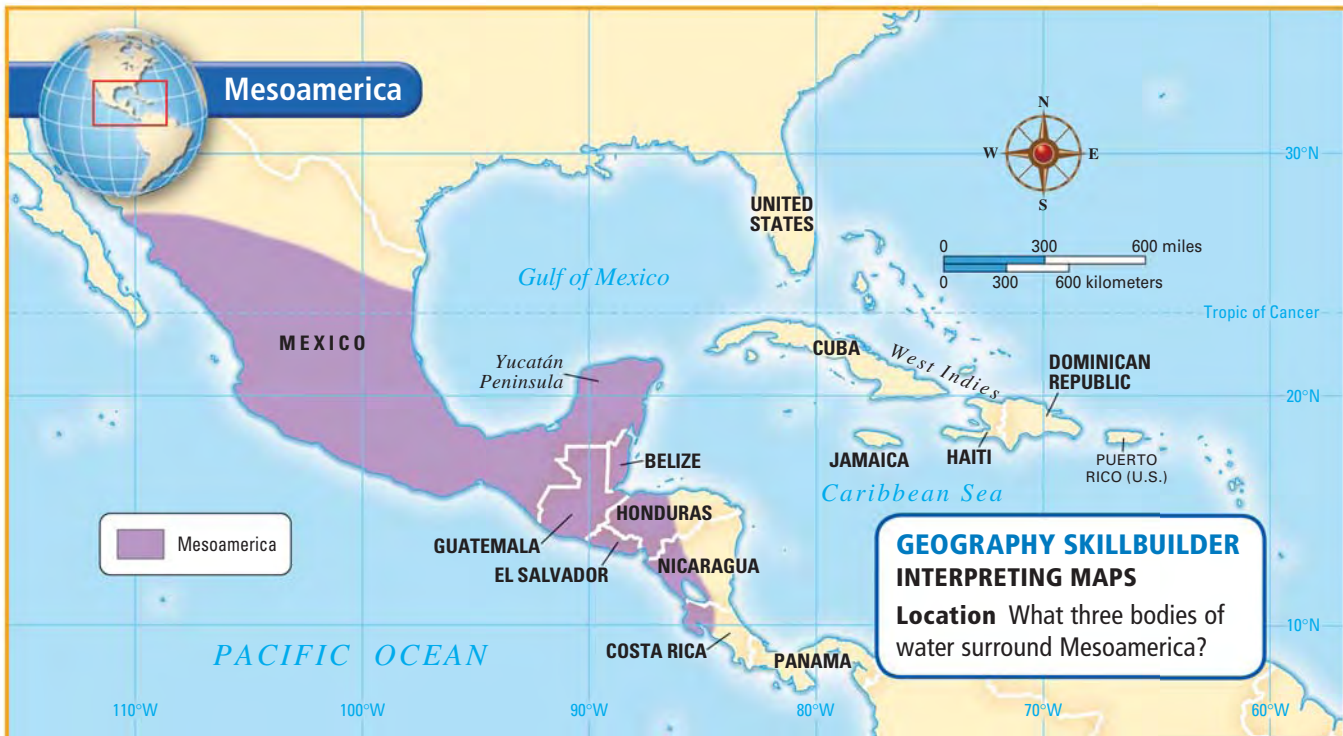 Mesoamerica
N
W
E
S
30°N
UNITED
STATES
0 300 600 miles
0 300 600 kilometers
Gulf of Mexico
Tropic of Cancer
MEXICO
CUBA
West Indies
Yucatán
Peninsula
DOMINICAN
REPUBLIC
20°N
BELIZE
JAMAICA
HAITI
PUERTO
RICO (U.S.)
Caribbean Sea
HONDURAS
Mesoamerica
GUATEMALA
EL SALVADOR
NICARAGUA
GEOGRAPHY SKILLBUILDER
INTERPRETING MAPS
Location What three bodies of
water surround Mesoamerica?
10°N
PACIFIC OCEAN
COSTA RICA
PANAMA
110°W
100°W
90°W
80°W
70°W
60°W